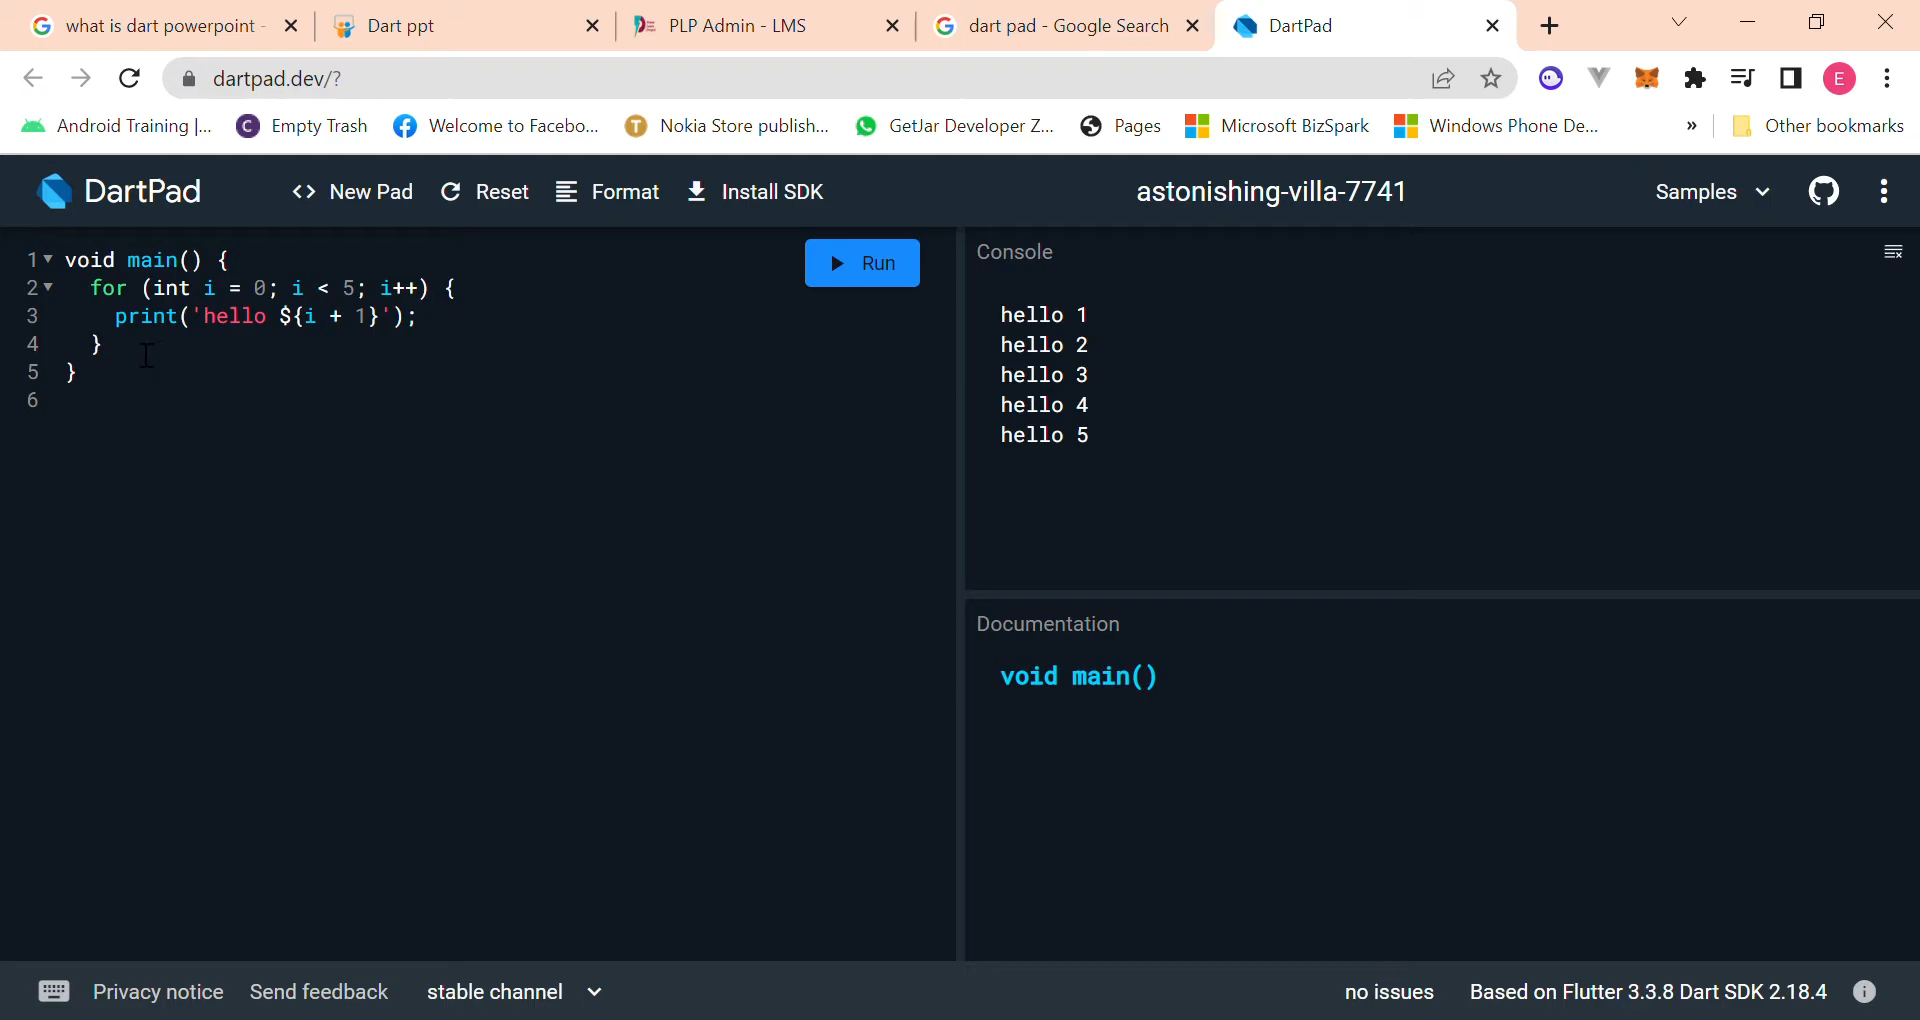 what is dart powerpoint -
Dart ppt
PLP Admin - LMS
dart pad - Google Search
DartPad
dartpad.dev/?
E
Android Training |...
C
Empty Trash
Welcome to Facebo...
T
Nokia Store publish...
GetJar Developer Z...
Pages
Microsoft BizSpark
Windows Phone De...
»
Other bookmarks
DartPad
<> New Pad
Reset
Format
Install SDK
astonishing-villa-7741
Samples
1 void main() {
2 for (int i = 0; i < 5; i++) {
3 print('hello ${i + 1}');
4 }
5 }
6
Run
Console
hello 1
hello 2
hello 3
hello 4
hello 5
Documentation
void main()
Privacy notice
Send feedback
stable channel
no issues
Based on Flutter 3.3.8 Dart SDK 2.18.4